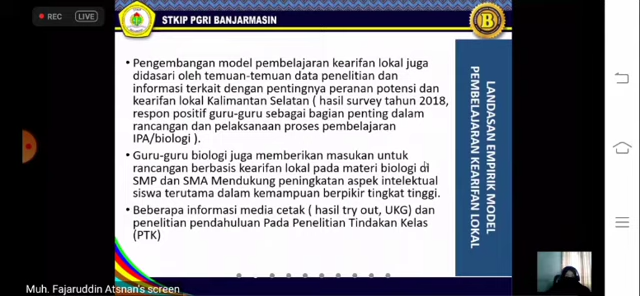 REC
LIVE
STKIP PGRI BANJARMASIN
B
• Pengembangan model pembelajaran kearifan lokal juga
didasari oleh temuan-temuan data penelitian dan
informasi terkait dengan pentingnya peranan potensi dan
kearifan lokal Kalimantan Selatan ( hasil survey tahun 2018,
respon positif guru-guru sebagai bagian penting dalam
rancangan dan pelaksanaan proses pembelajaran
IPA/biologi ).
• Guru-guru biologi juga memberikan masukan untuk
rancangan berbasis kearifan lokal pada materi biologi di
SMP dan SMA Mendukung peningkatan aspek intelektual
siswa terutama dalam kemampuan berpikir tingkat tinggi.
• Beberapa informasi media cetak ( hasil try out, UKG) dan
penelitian pendahuluan Pada Penelitian Tindakan Kelas
(PTK)
LANDASAN EMPIRIK MODEL
PEMBELAJARAN KEARIFAN LOKAL
Muh. Fajaruddin Atsnan's screen